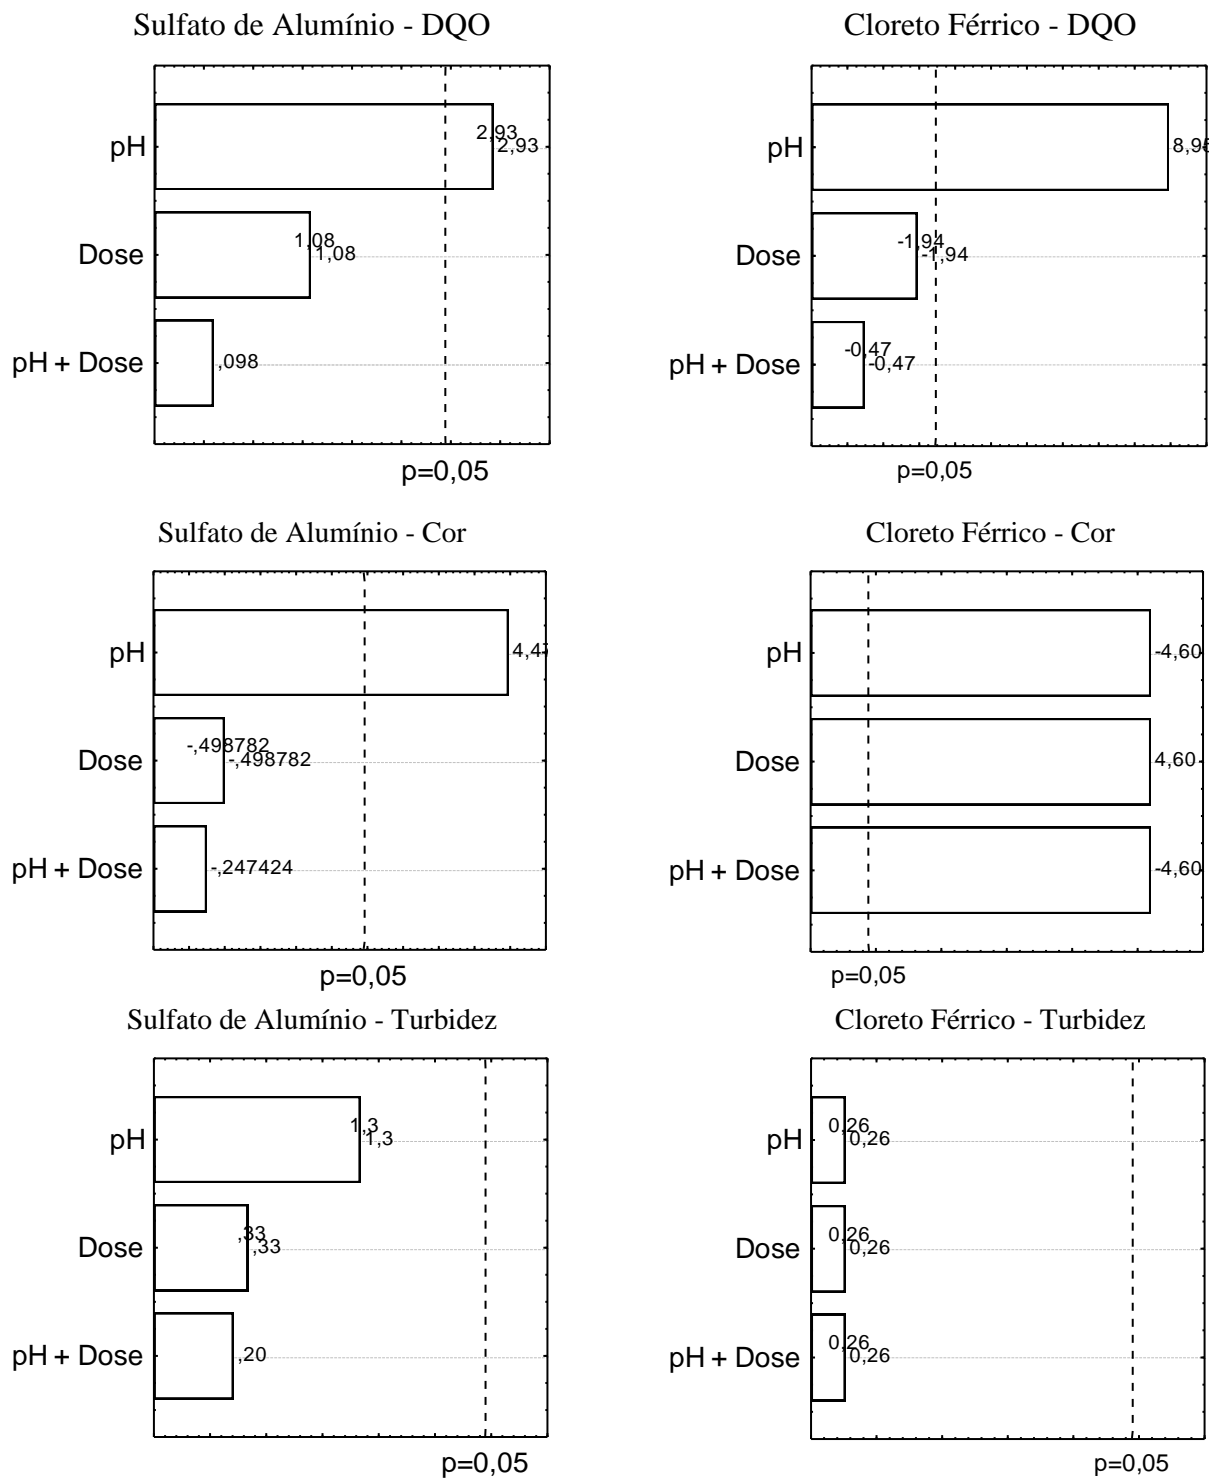 Sulfato de Alumínio - DQO
pH
2,93
2,93
Dose
1,08
1,08
pH + Dose
,098
p=0,05
Cloreto Férrico - DQO
pH
8,95
Dose
-1,94
-1,94
pH + Dose
-0,47
-0,47
p=0,05
Sulfato de Alumínio - Cor
pH
4,47
Dose
-,498782
-,498782
pH + Dose
-,247424
p=0,05
Cloreto Férrico - Cor
pH
-4,60
Dose
4,60
pH + Dose
-4,60
p=0,05
Sulfato de Alumínio - Turbidez
pH
1,3
1,3
Dose
,33
,33
pH + Dose
,20
p=0,05
Cloreto Férrico - Turbidez
pH
0,26
0,26
Dose
0,26
0,26
pH + Dose
0,26
0,26
p=0,05